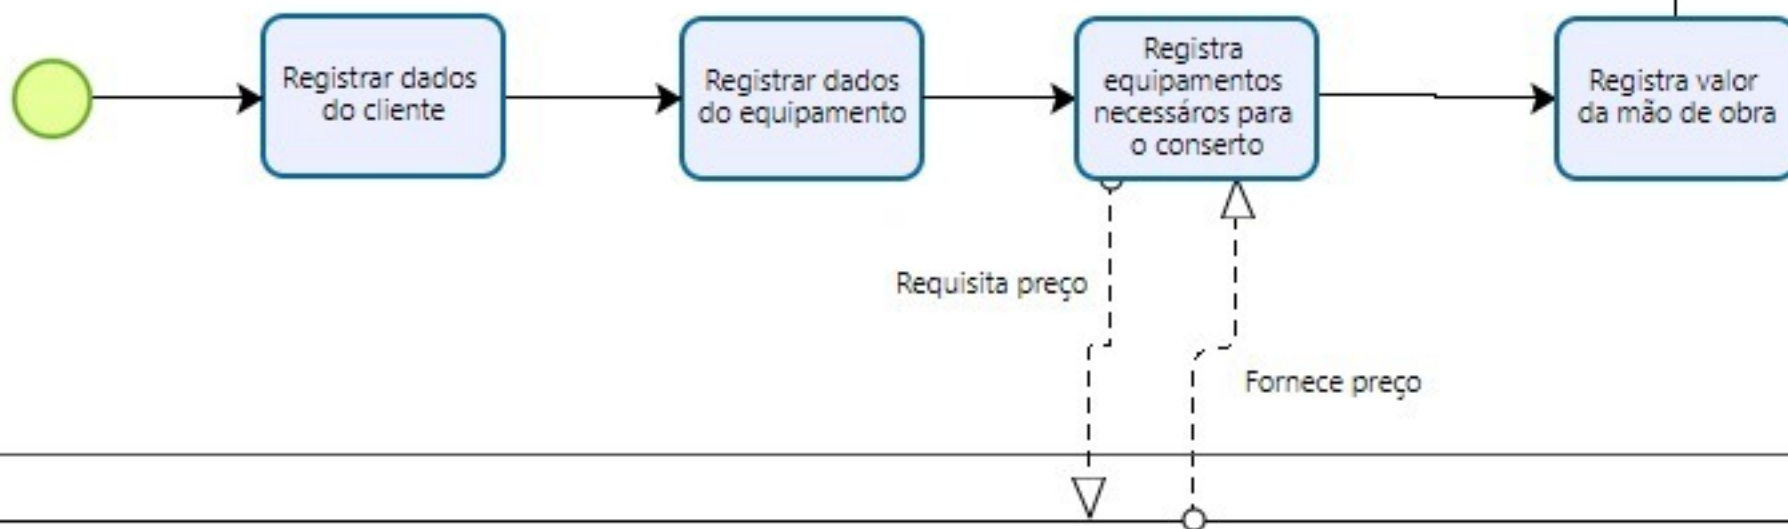 Registrar dados
do cliente
Registrar dados
do equipamento
Registra
equipamentos
necessáros para
o conserto
Registra valor
da mão de obra
Requisita preço
Fornece preço